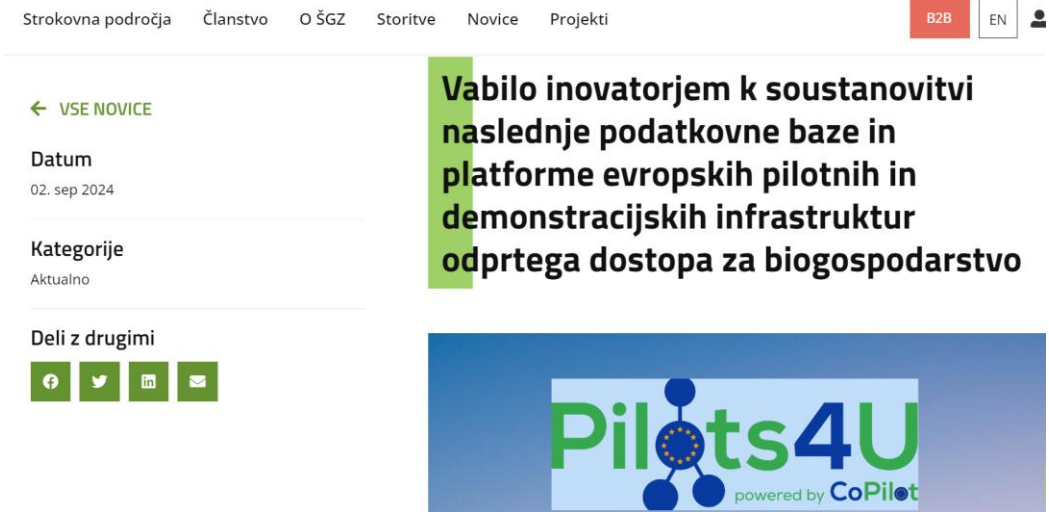 Strokovna področja Članstvo O ŠGZ Storitve Novice Projekti B2B EN
← VSE NOVICE
Datum
02. sep 2024
Kategorije
Aktualno
Deli z drugimi
Vabilo inovatorjem k soustanovitvi
naslednje podatkovne baze in
platforme evropskih pilotnih in
demonstracijskih infrastruktur
odprtega dostopa za biogospodarstvo
Pilots4U
powered by CoPilot